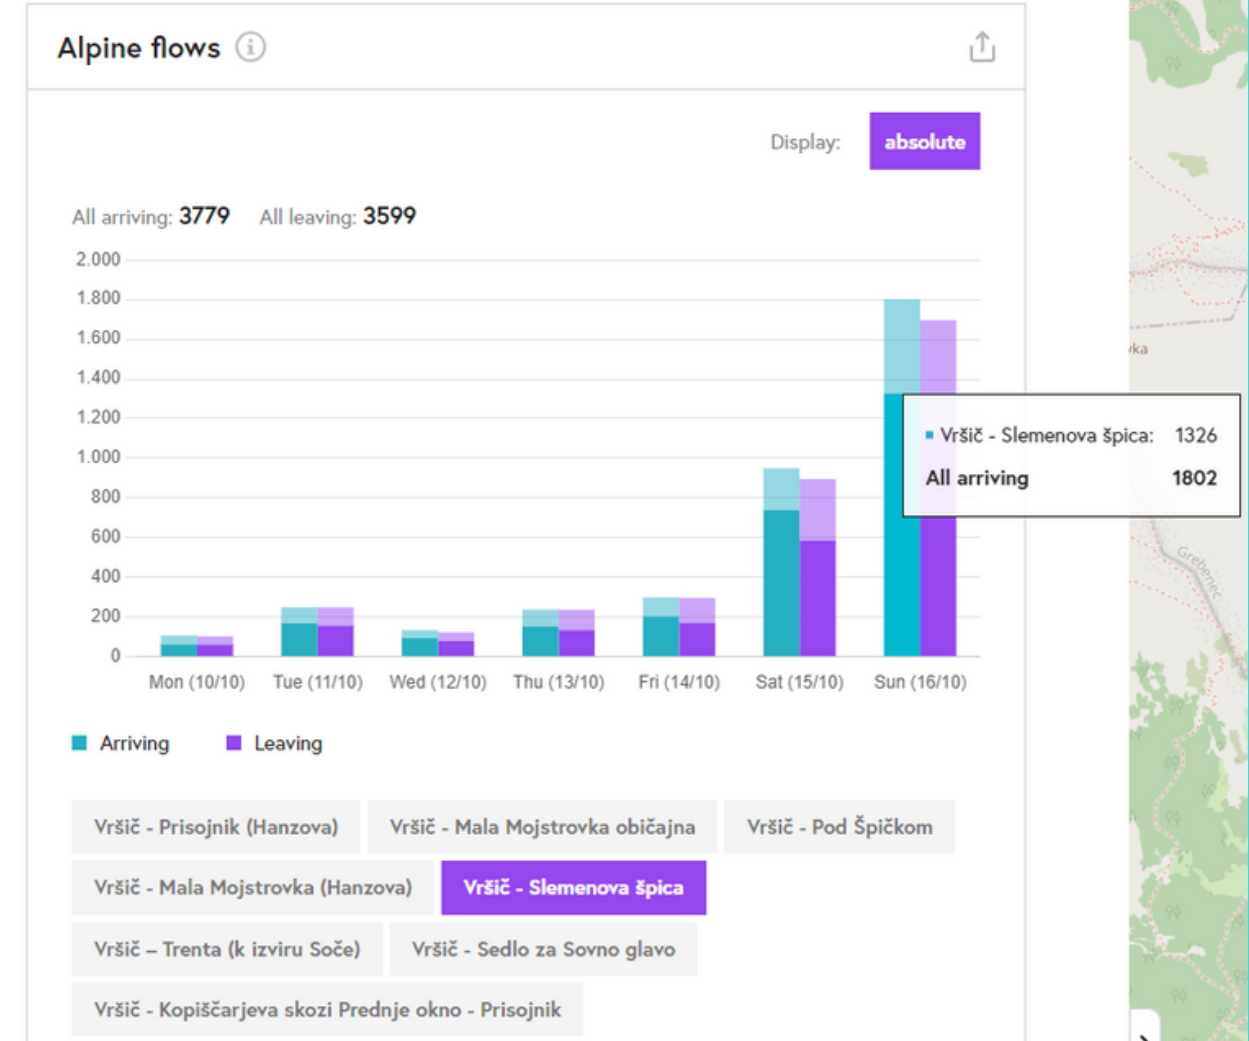 Alpine flows
Display: absolute
All arriving: 3779 All leaving: 3599
2.000
1.800
1.600
1.400
1.200
1.000
800
600
400
200
0
Mon (10/10) Tue (11/10) Wed (12/10) Thu (13/10) Fri (14/10) Sat (15/10) Sun (16/10)
Vršič - Slemenova špica: 1326
All arriving 1802
Arriving Leaving
Vršič - Prisojnik (Hanzova) Vršič - Mala Mojstrovka običajna Vršič - Pod Špičkom
Vršič - Mala Mojstrovka (Hanzova) Vršič - Slemenova špica
Vršič – Trenta (k izviru Soče) Vršič - Sedlo za Sovno glavo
Vršič - Kopiščarjeva skozi Prednje okno - Prisojnik
vka
Grebenec